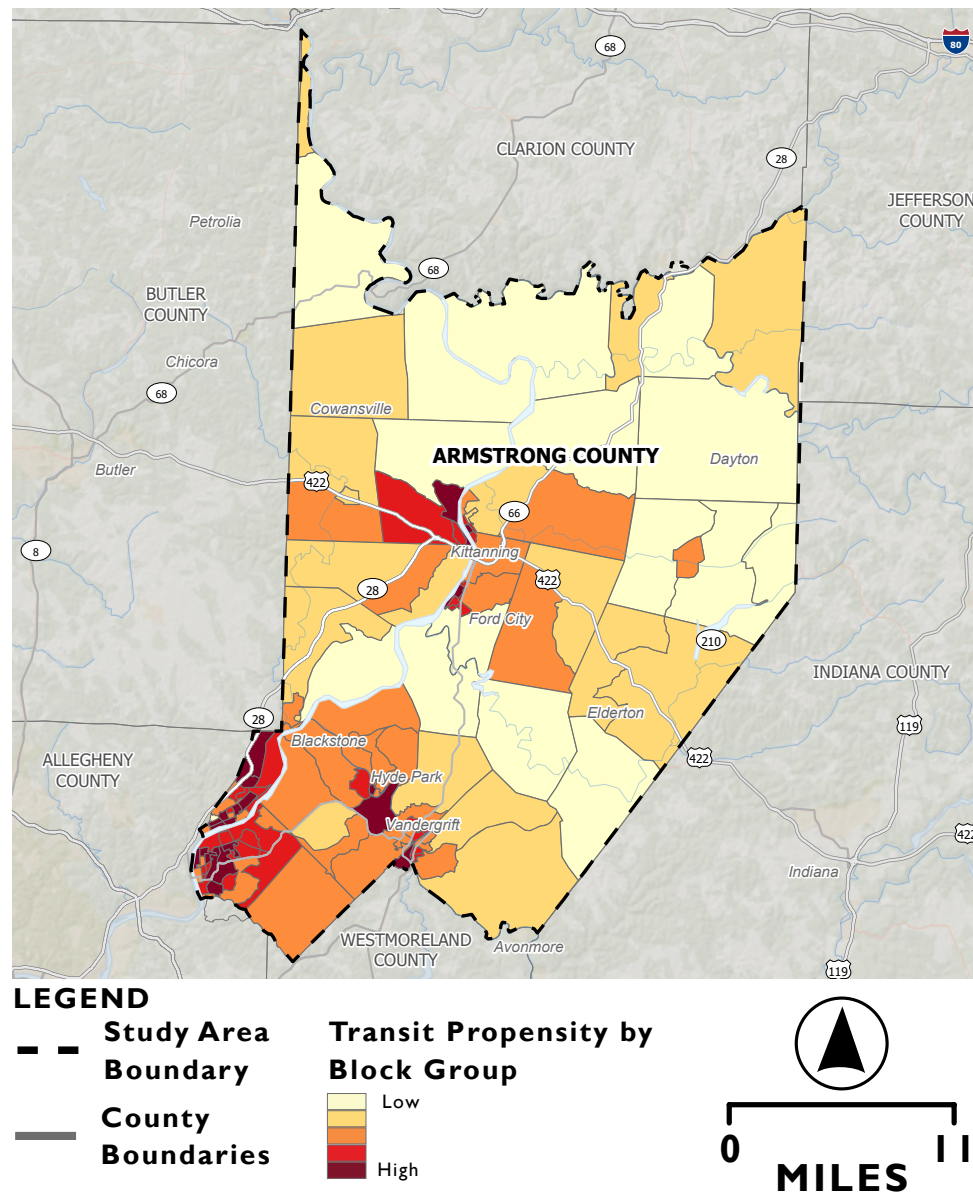 68
80
CLARION COUNTY
28
JEFFERSON
COUNTY
Petrolia
68
BUTLER
COUNTY
Chicora
68
Cowansville
ARMSTRONG COUNTY
Dayton
Butler
422
66
8
Kittanning
422
28
Ford City
210
INDIANA COUNTY
Elderton
28
119
Blackstone
422
ALLEGHENY
COUNTY
Hyde Park
Vandergrift
422
Indiana
WESTMORELAND
COUNTY
Avonmore
119
LEGEND
Study Area
Boundary
County
Boundaries
Transit Propensity by
Block Group
Low
High
0
11
MILES